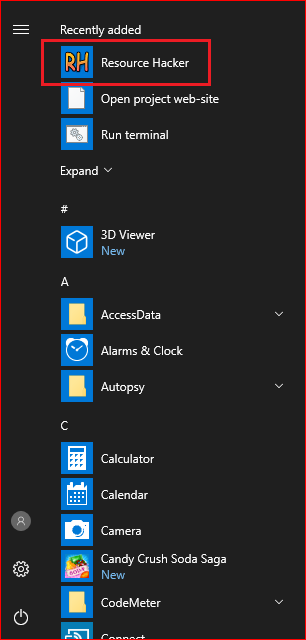 Recently added
RH Resource Hacker
Open project web-site
Run terminal
Expand
#
3D Viewer
New
A
AccessData
Alarms & Clock
Autopsy
C
Calculator
Calendar
Camera
Candy Crush Soda Saga
New
CodeMeter
Connect